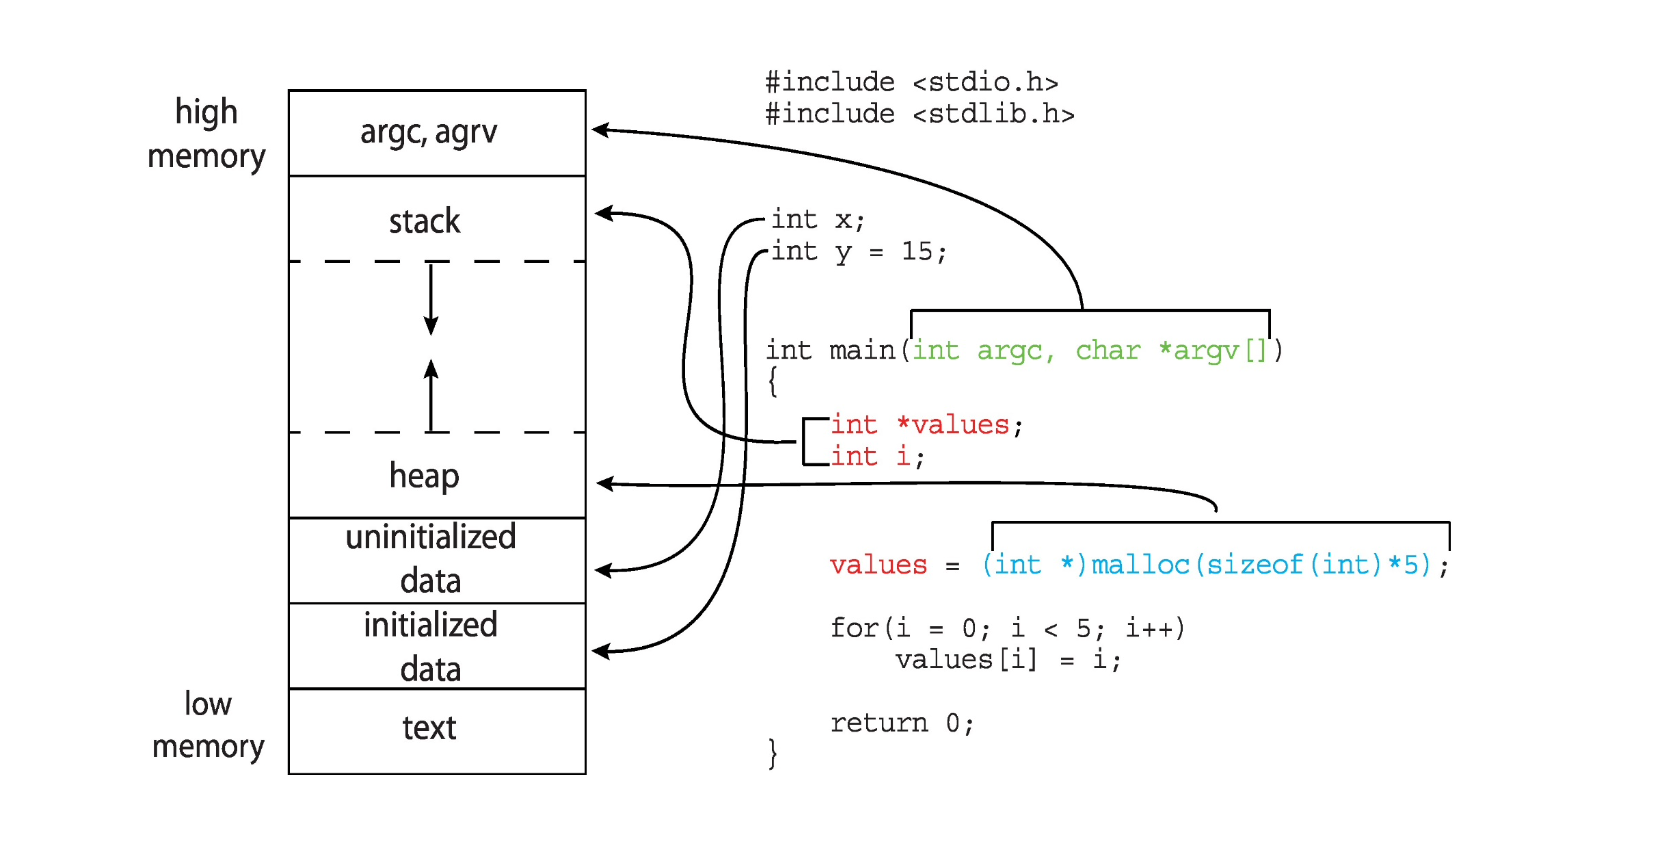 high
memory
argc, agrv
stack
heap
uninitialized
data
initialized
data
low
memory
text
#include <stdio.h>
#include <stdlib.h>
int x;
int y = 15;
int main(int argc, char *argv[])
{
int *values;
int i;
values = (int *)malloc(sizeof(int)*5);
for(i = 0; i < 5; i++)
values[i] = i;
return 0;
}